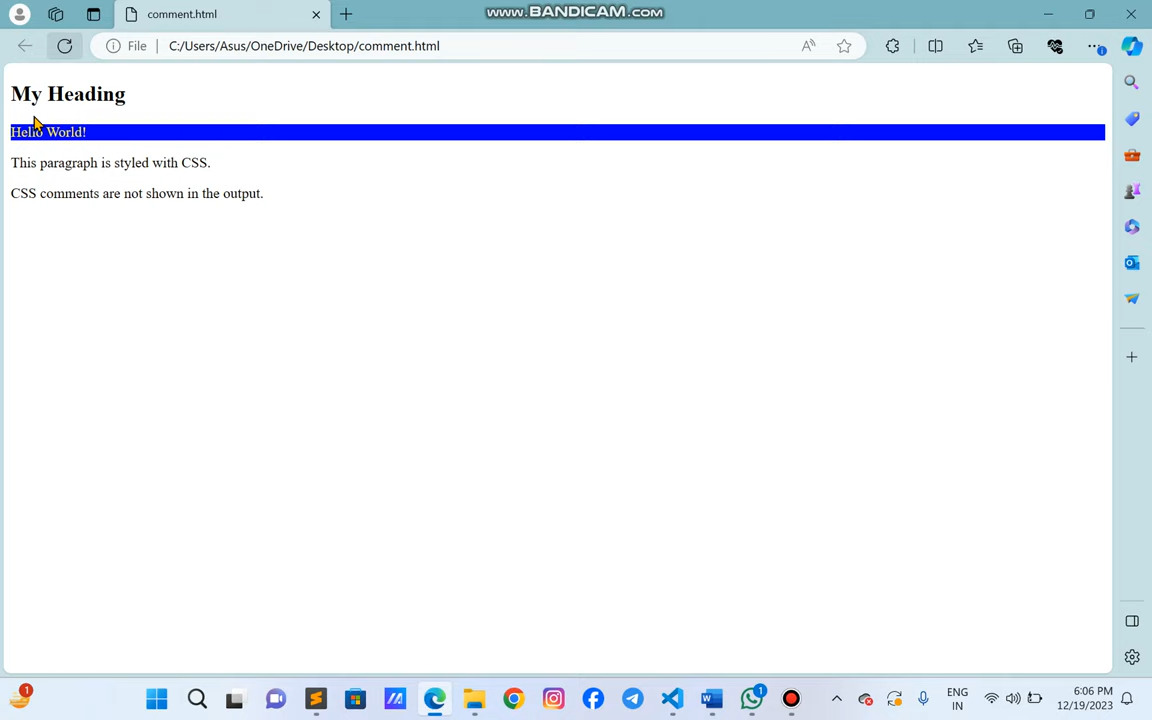 comment.html
www.BANDICAM.com
File
C:/Users/Asus/OneDrive/Desktop/comment.html
My Heading
Hello World!
This paragraph is styled with CSS.
CSS comments are not shown in the output.
1
1
ENG
IN
6:06 PM
12/19/2023